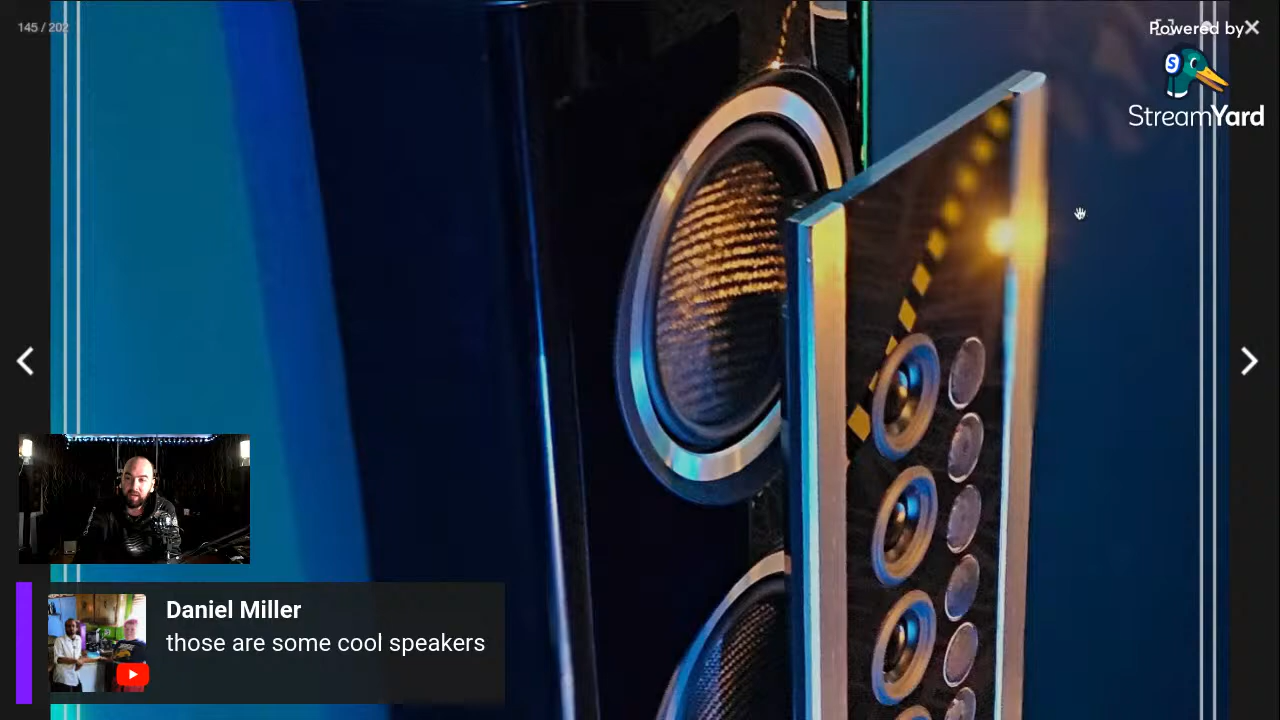 145 / 202
Powered by
StreamYard
Daniel Miller
those are some cool speakers